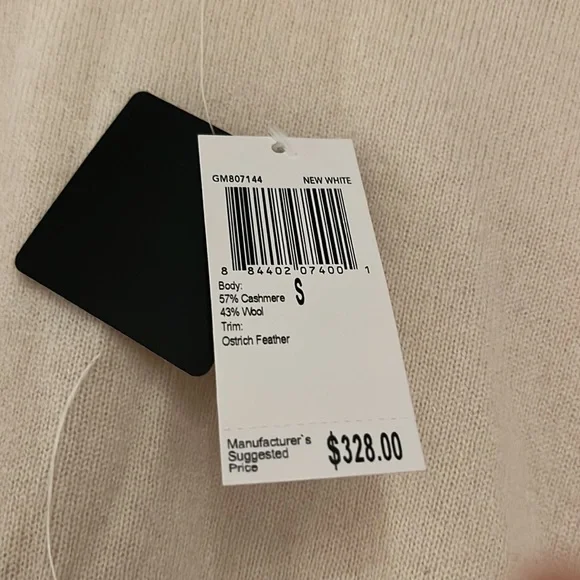 GM807144 NEW WHITE
8 84402 07400 1
Body: S
57% Cashmere
43% Wool
Trim:
Ostrich Feather
Manufacturer`s
Suggested
Price
$328.00